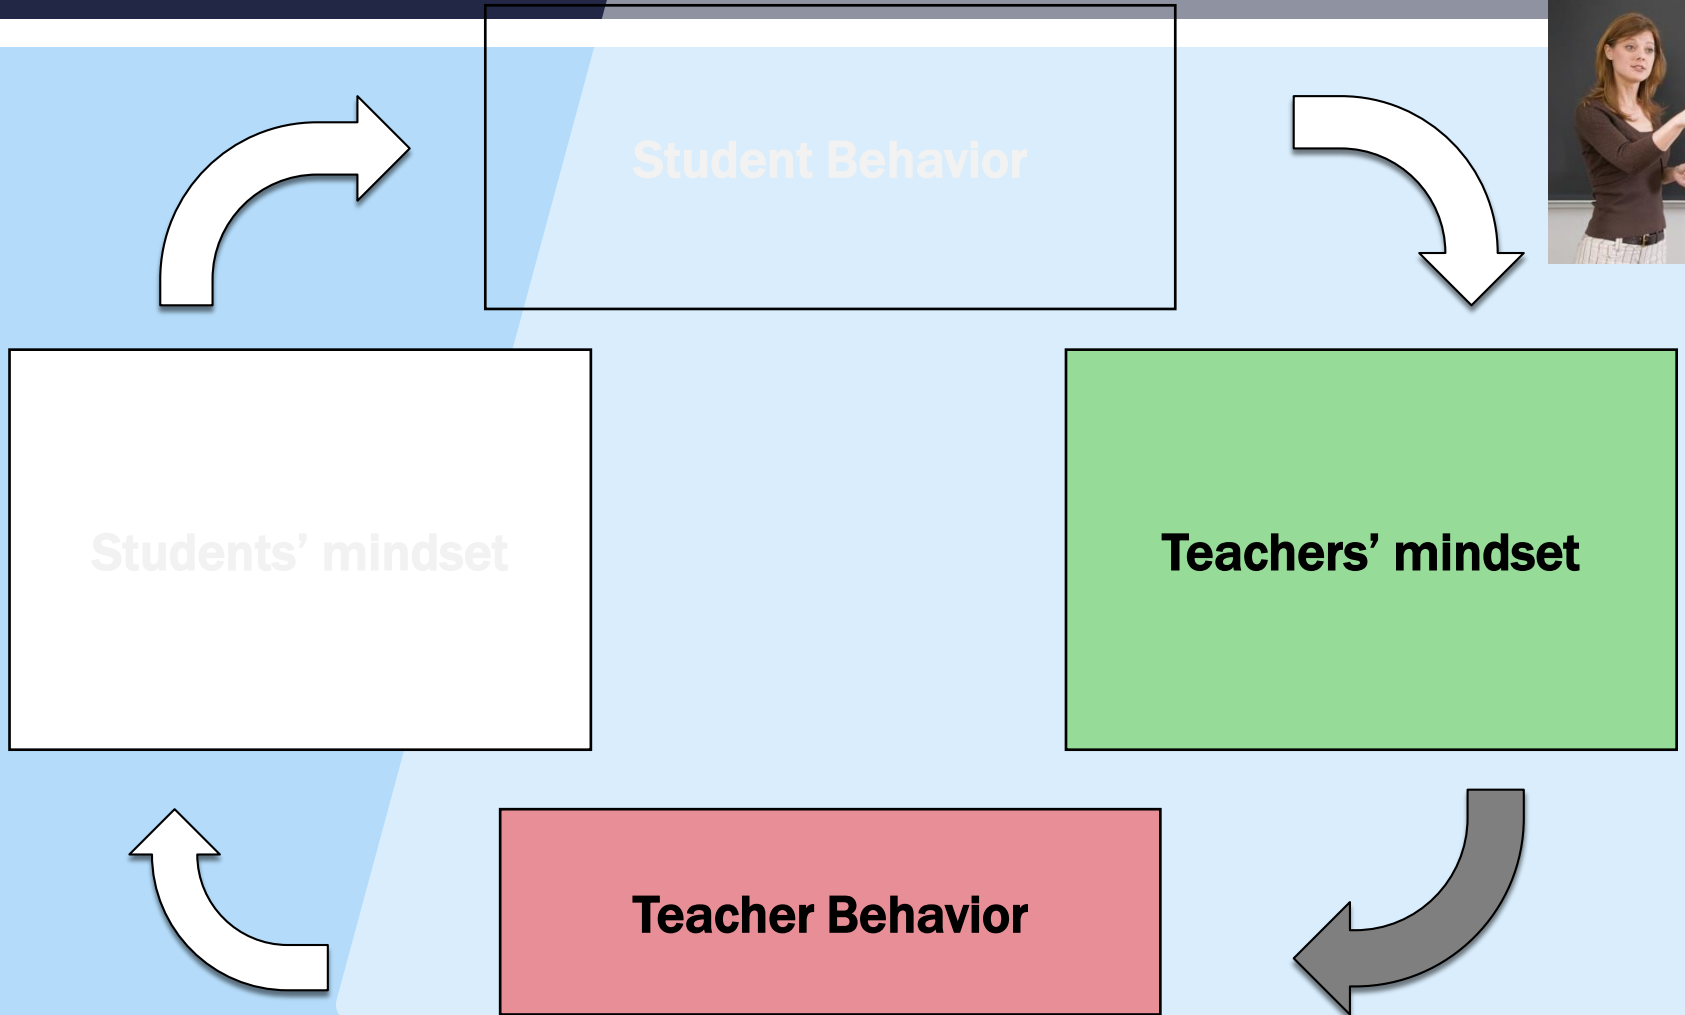 Student Behavior
Students’ mindset
Teachers’ mindset
Teacher Behavior